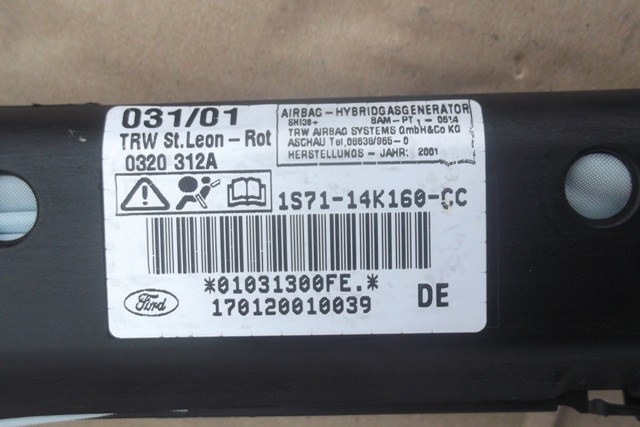 031/01
TRW St.Leon-Rot
0320 312A
AIRBAG-HYBRIDGASGENERATOR
SHI36+ BAM-PT 1-0614
TRW AIRBAG SYSTEMS GmbH&Co KG
ASCHAU Tel,08638/965-0
HERSTELLUNGS-JAHR: 2001
1S71-14K160-CC
*01031300FE.*
170120010039
DE
Ford